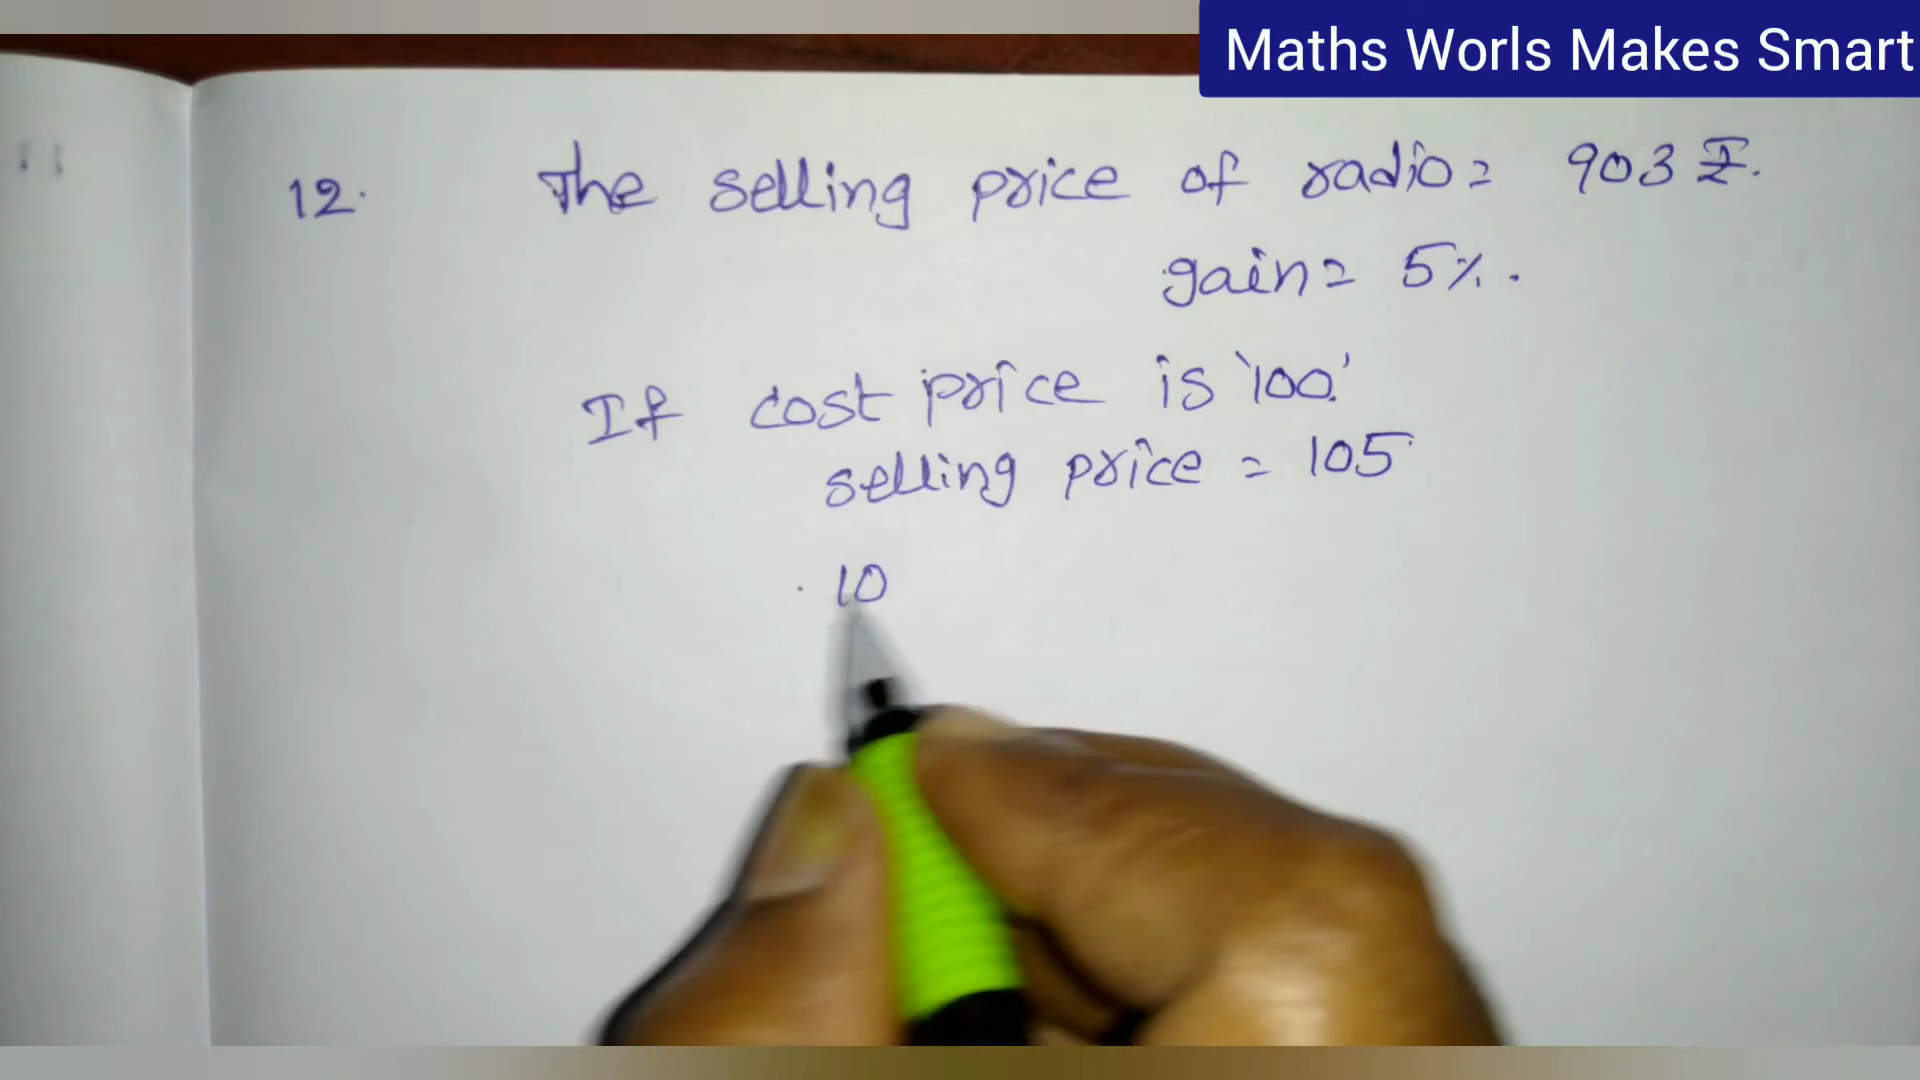 Maths Worls Makes Smart
12. The selling price of radio = 903 ₹.
gain = 5%.
If cost price is '100.'
selling price = 105
10